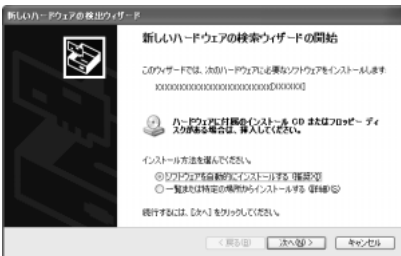 新しいハードウェアの検出ウィザード
新しいハードウェアの検索ウィザードの開始
このウィザードでは、次のハードウェアに必要なソフトウェアをインストールします:
ハードウェアに付属のインストール CD またはフロッピー ディ
スクがある場合は、挿入してください。
インストール方法を選んでください。
ソフトウェアを自動的にインストールする (推奨)(I)
一覧または特定の場所からインストールする (詳細)(S)
続行するには、[次へ] をクリックしてください。
< 戻る(B) 次へ(N) > キャンセル